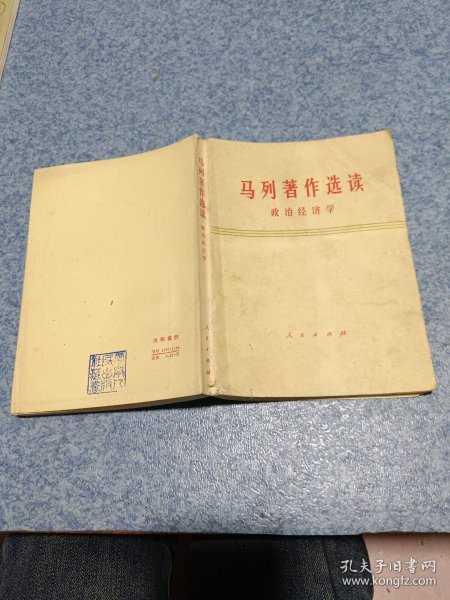 马列著作选读
政治经济学
人民出版社
马列著作选读
政治经济学
内部发行
孔夫子旧书网
www.kongfz.com